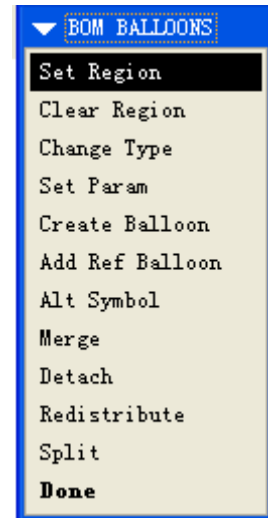 BOM BALLOONS
Set Region
Clear Region
Change Type
Set Param
Create Balloon
Add Ref Balloon
Alt Symbol
Merge
Detach
Redistribute
Split
Done